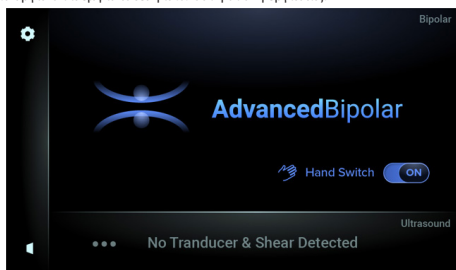 Bipolar
AdvancedBipolar
Hand Switch ON
Ultrasound
No Tranducer & Shear Detected